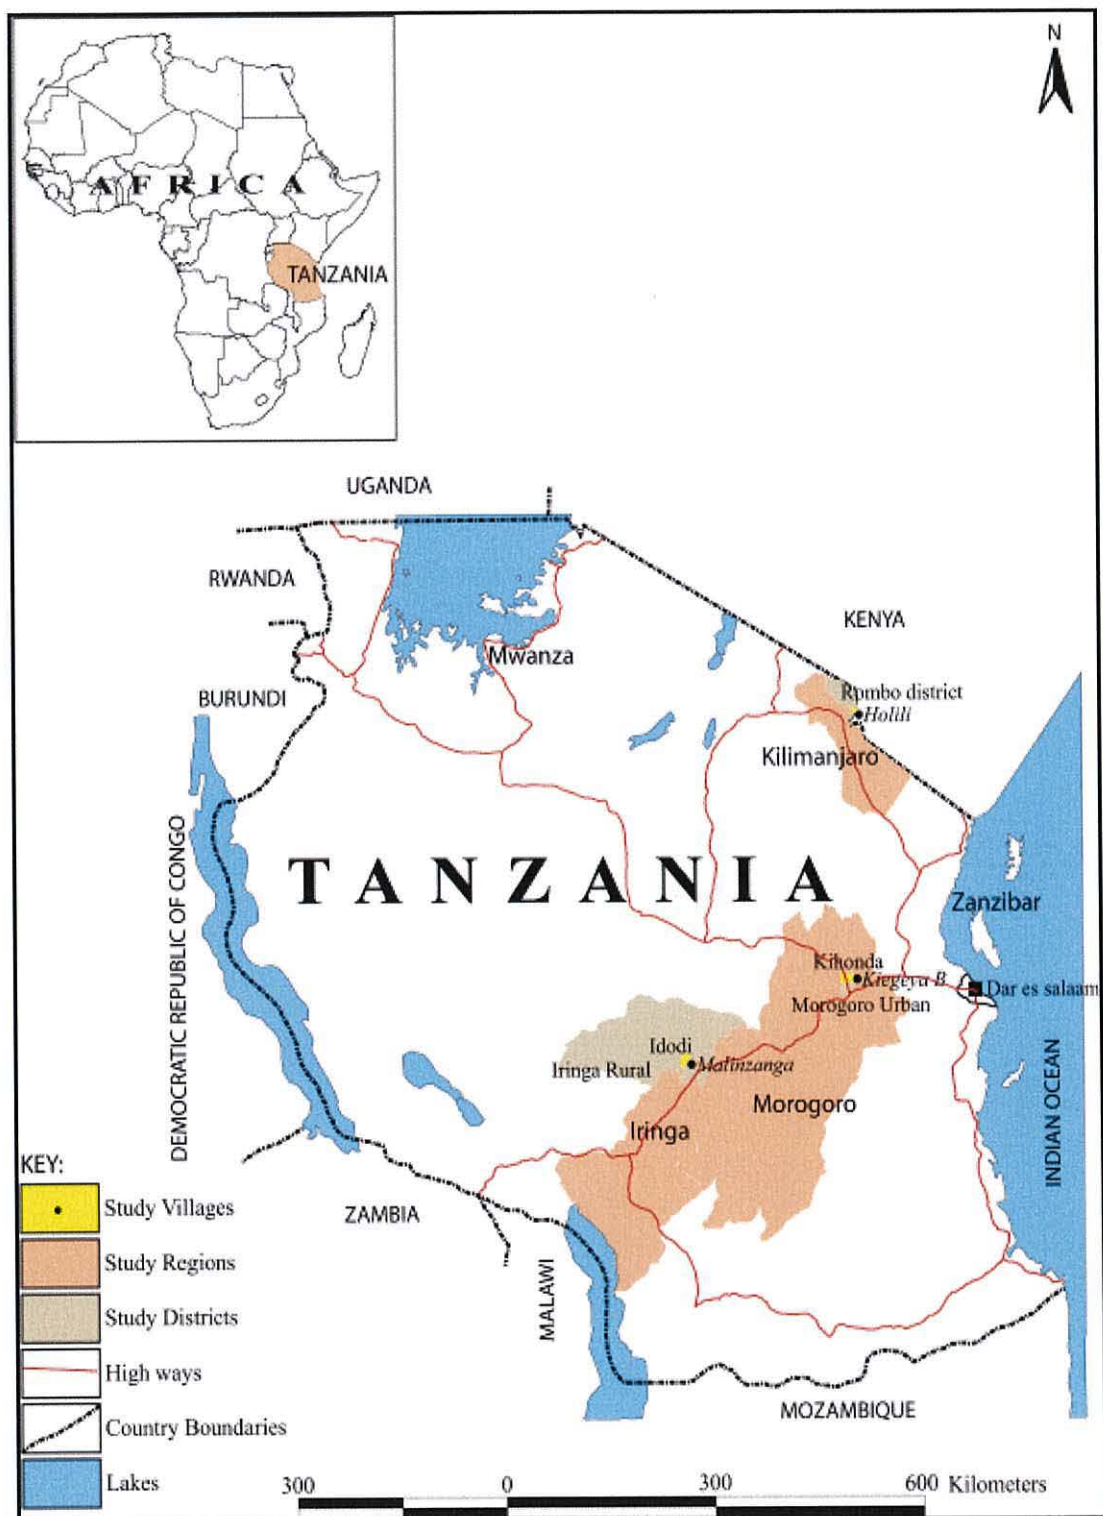 N
AFRICA
TANZANIA
UGANDA
RWANDA
KENYA
Mwanza
BURUNDI
Rombo district
Holili
Kilimanjaro
DEMOCRATIC REPUBLIC OF CONGO
TANZANIA
Zanzibar
Kihonda
Kiegeya B
Dar es salaam
Morogoro Urban
Idodi
Iringa Rural
Malinzanga
Morogoro
Iringa
INDIAN OCEAN
ZAMBIA
MALAWI
MOZAMBIQUE
KEY:
Study Villages
Study Regions
Study Districts
High ways
Country Boundaries
Lakes
300 0 300 600 Kilometers